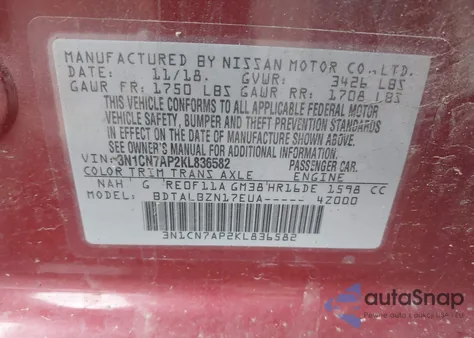 MANUFACTURED BY NISSAN MOTOR CO.,LTD.
DATE: 11/18. GVWR: 3426 LBS
GAWR FR: 1750 LBS GAWR RR: 1708 LBS
THIS VEHICLE CONFORMS TO ALL APPLICABLE FEDERAL MOTOR
VEHICLE SAFETY, BUMPER AND THEFT PREVENTION STANDARDS
IN EFFECT ON THE DATE OF MANUFACTURE SHOWN ABOVE.
SEE OWNER'S MANUAL FOR ADDITIONAL INFORMATION.
VIN: 3N1CN7AP2KL836582 PASSENGER CAR.
COLOR TRIM TRANS AXLE ENGINE
NAH G RE0F11A GM38 HR16DE 1598 CC
MODEL: BDTALBZN17EUA----- 4Z000
3N1CN7AP2KL836582
autoSnap